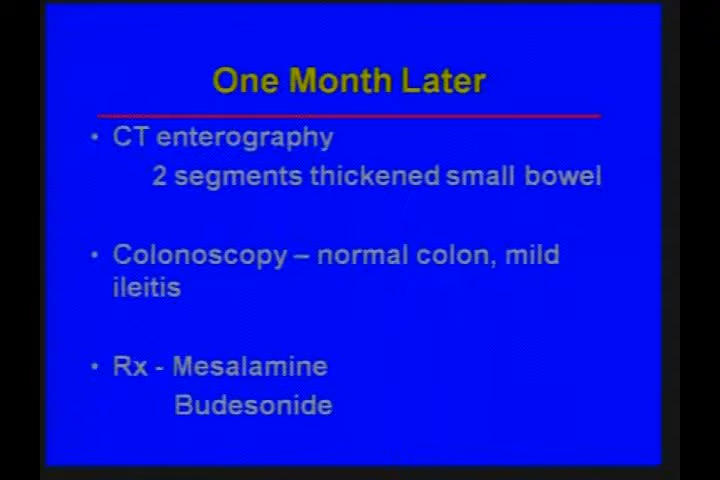 One Month Later
• CT enterography
2 segments thickened small bowel
• Colonoscopy – normal colon, mild
ileitis
• Rx - Mesalamine
Budesonide